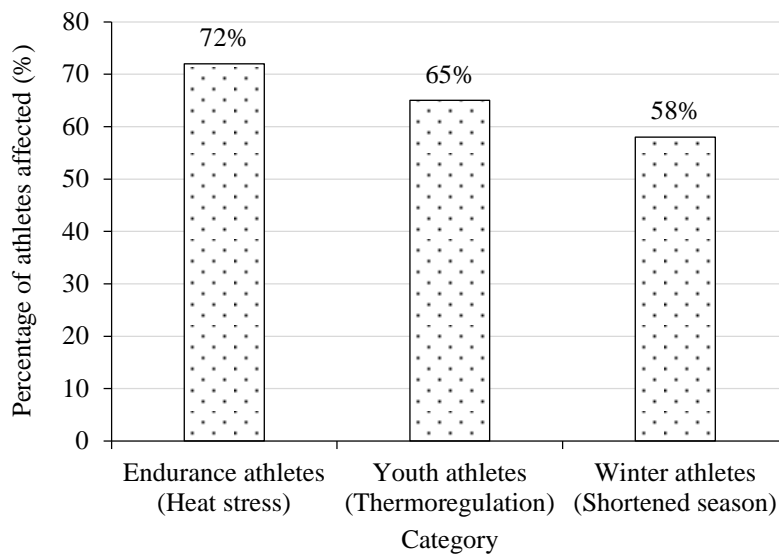 Percentage of athletes affected (%)
80
70
60
50
40
30
20
10
0
72%
65%
58%
Endurance athletes
(Heat stress)
Youth athletes
(Thermoregulation)
Winter athletes
(Shortened season)
Category